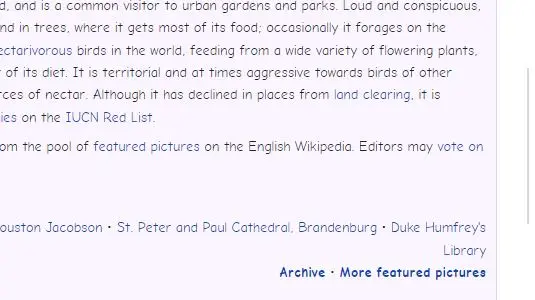 d, and is a common visitor to urban gardens and parks. Loud and conspicuous,
nd in trees, where it gets most of its food; occasionally it forages on the
ectarivorous birds in the world, feeding from a wide variety of flowering plants,
of its diet. It is territorial and at times aggressive towards birds of other
rces of nectar. Although it has declined in places from land clearing, it is
ies on the IUCN Red List.
om the pool of featured pictures on the English Wikipedia. Editors may vote on
ouston Jacobson • St. Peter and Paul Cathedral, Brandenburg • Duke Humfrey's
Library
Archive • More featured pictures